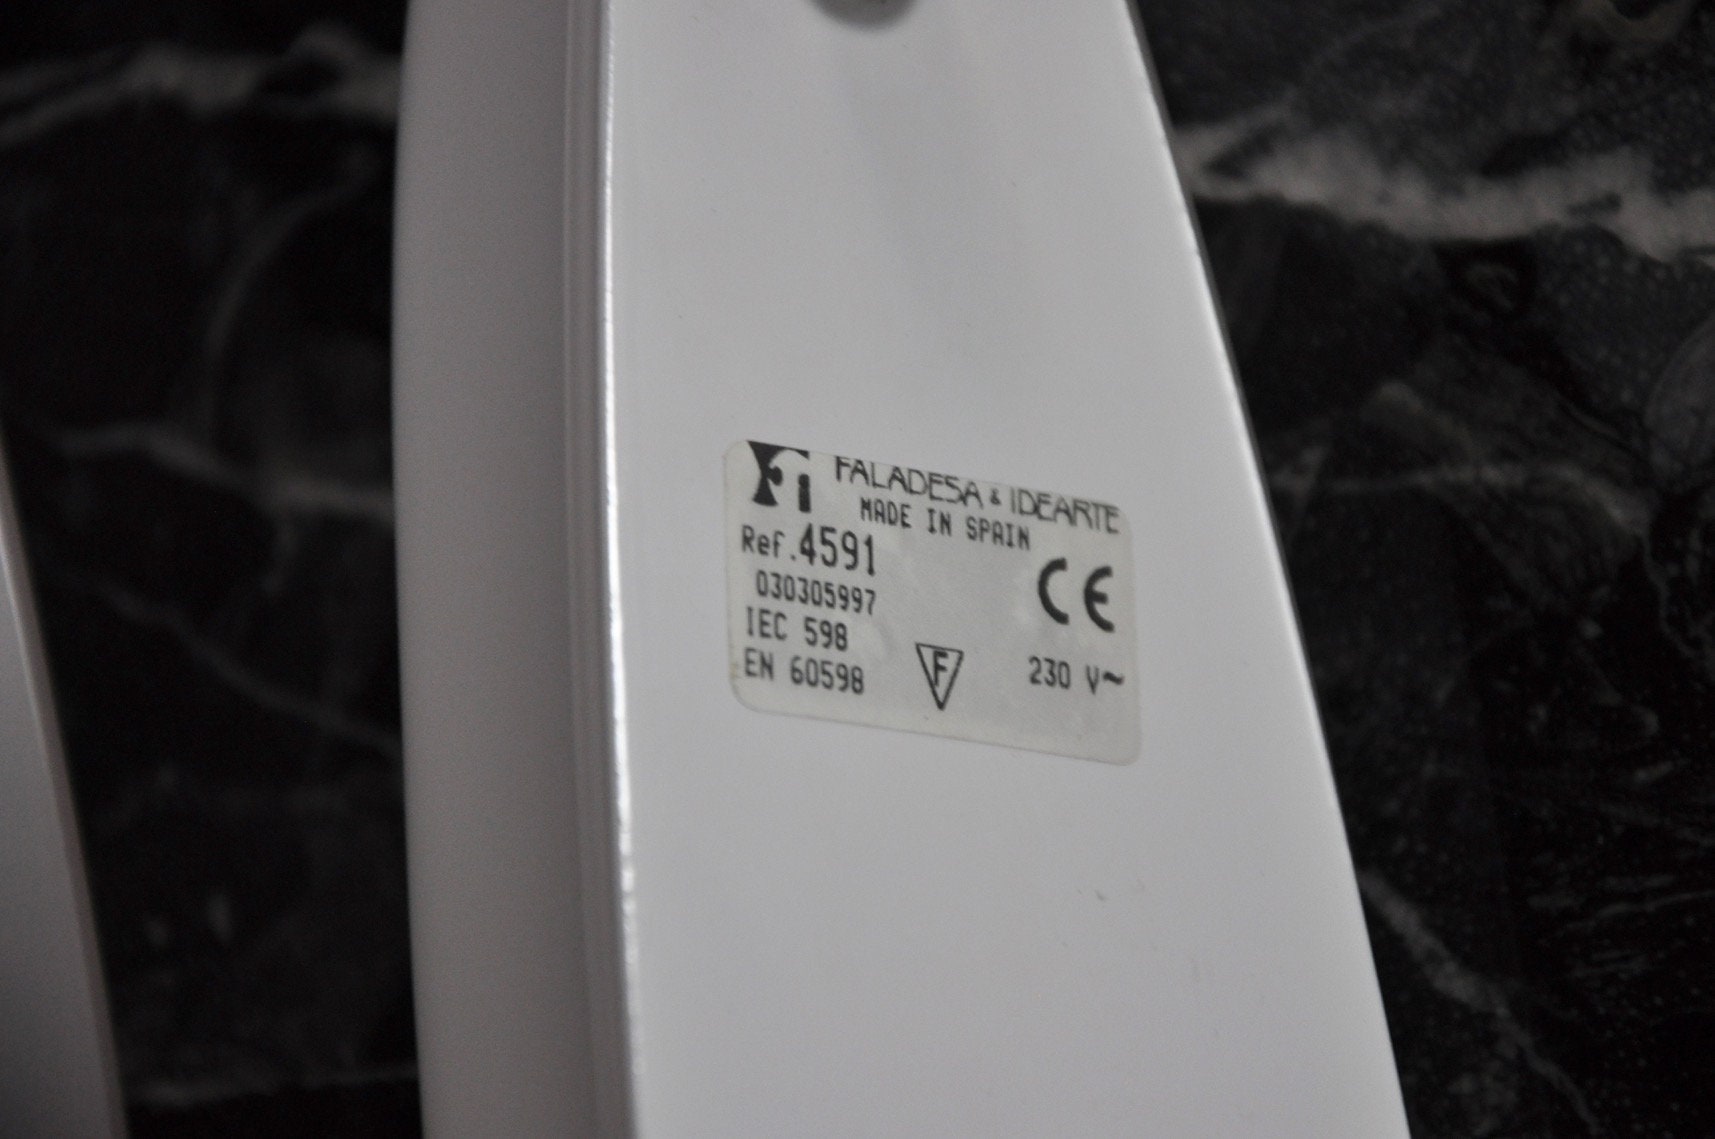 Fi FALADESA & IDEARTE
MADE IN SPAIN
Ref.4591
030305997
IEC 598
EN 60598
CE
F
230 V~